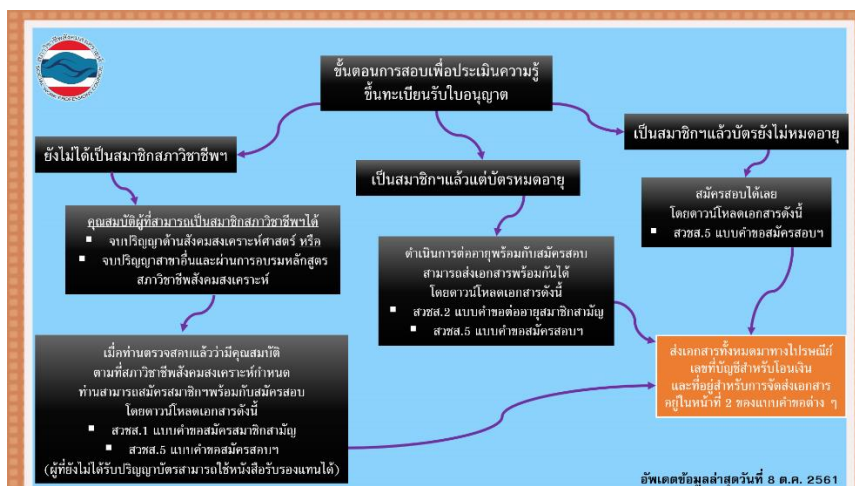 ขั้นตอนการสอบเพื่อประเมินความรู้
ขึ้นทะเบียนรับใบอนุญาต
ยังไม่ได้เป็นสมาชิกสภาวิชาชีพฯ
คุณสมบัติผู้ที่สามารถเป็นสมาชิกสภาวิชาชีพฯได้
▪ จบปริญญาด้านสังคมสงเคราะห์ศาสตร์ หรือ
▪ จบปริญญาสาขาอื่นและผ่านการอบรมหลักสูตร
สภาวิชาชีพสังคมสงเคราะห์
เมื่อท่านตรวจสอบแล้วว่ามีคุณสมบัติ
ตามที่สภาวิชาชีพสังคมสงเคราะห์กำหนด
ท่านสามารถสมัครสมาชิกฯพร้อมกับสมัครสอบ
โดยดาวน์โหลดเอกสารดังนี้
▪ สวชส.1 แบบคำขอสมัครสมาชิกสามัญ
▪ สวชส.5 แบบคำขอสมัครสอบฯ
(ผู้ที่ยังไม่ได้รับปริญญาบัตรสามารถใช้หนังสือรับรองแทนได้)
เป็นสมาชิกฯแล้วแต่บัตรหมดอายุ
ดำเนินการต่ออายุพร้อมกับสมัครสอบ
สามารถส่งเอกสารพร้อมกันได้
โดยดาวน์โหลดเอกสารดังนี้
▪ สวชส.2 แบบคำขอต่ออายุสมาชิกสามัญ
▪ สวชส.5 แบบคำขอสมัครสอบฯ
เป็นสมาชิกฯแล้วบัตรยังไม่หมดอายุ
สมัครสอบได้เลย
โดยดาวน์โหลดเอกสารดังนี้
▪ สวชส.5 แบบคำขอสมัครสอบฯ
ส่งเอกสารทั้งหมดมาทางไปรษณีย์
เลขที่บัญชีสำหรับโอนเงิน
และที่อยู่สำหรับการจัดส่งเอกสาร
อยู่ในหน้าที่ 2 ของแบบคำขอต่าง ๆ
อัพเดตข้อมูลล่าสุดวันที่ 8 ต.ค. 2561